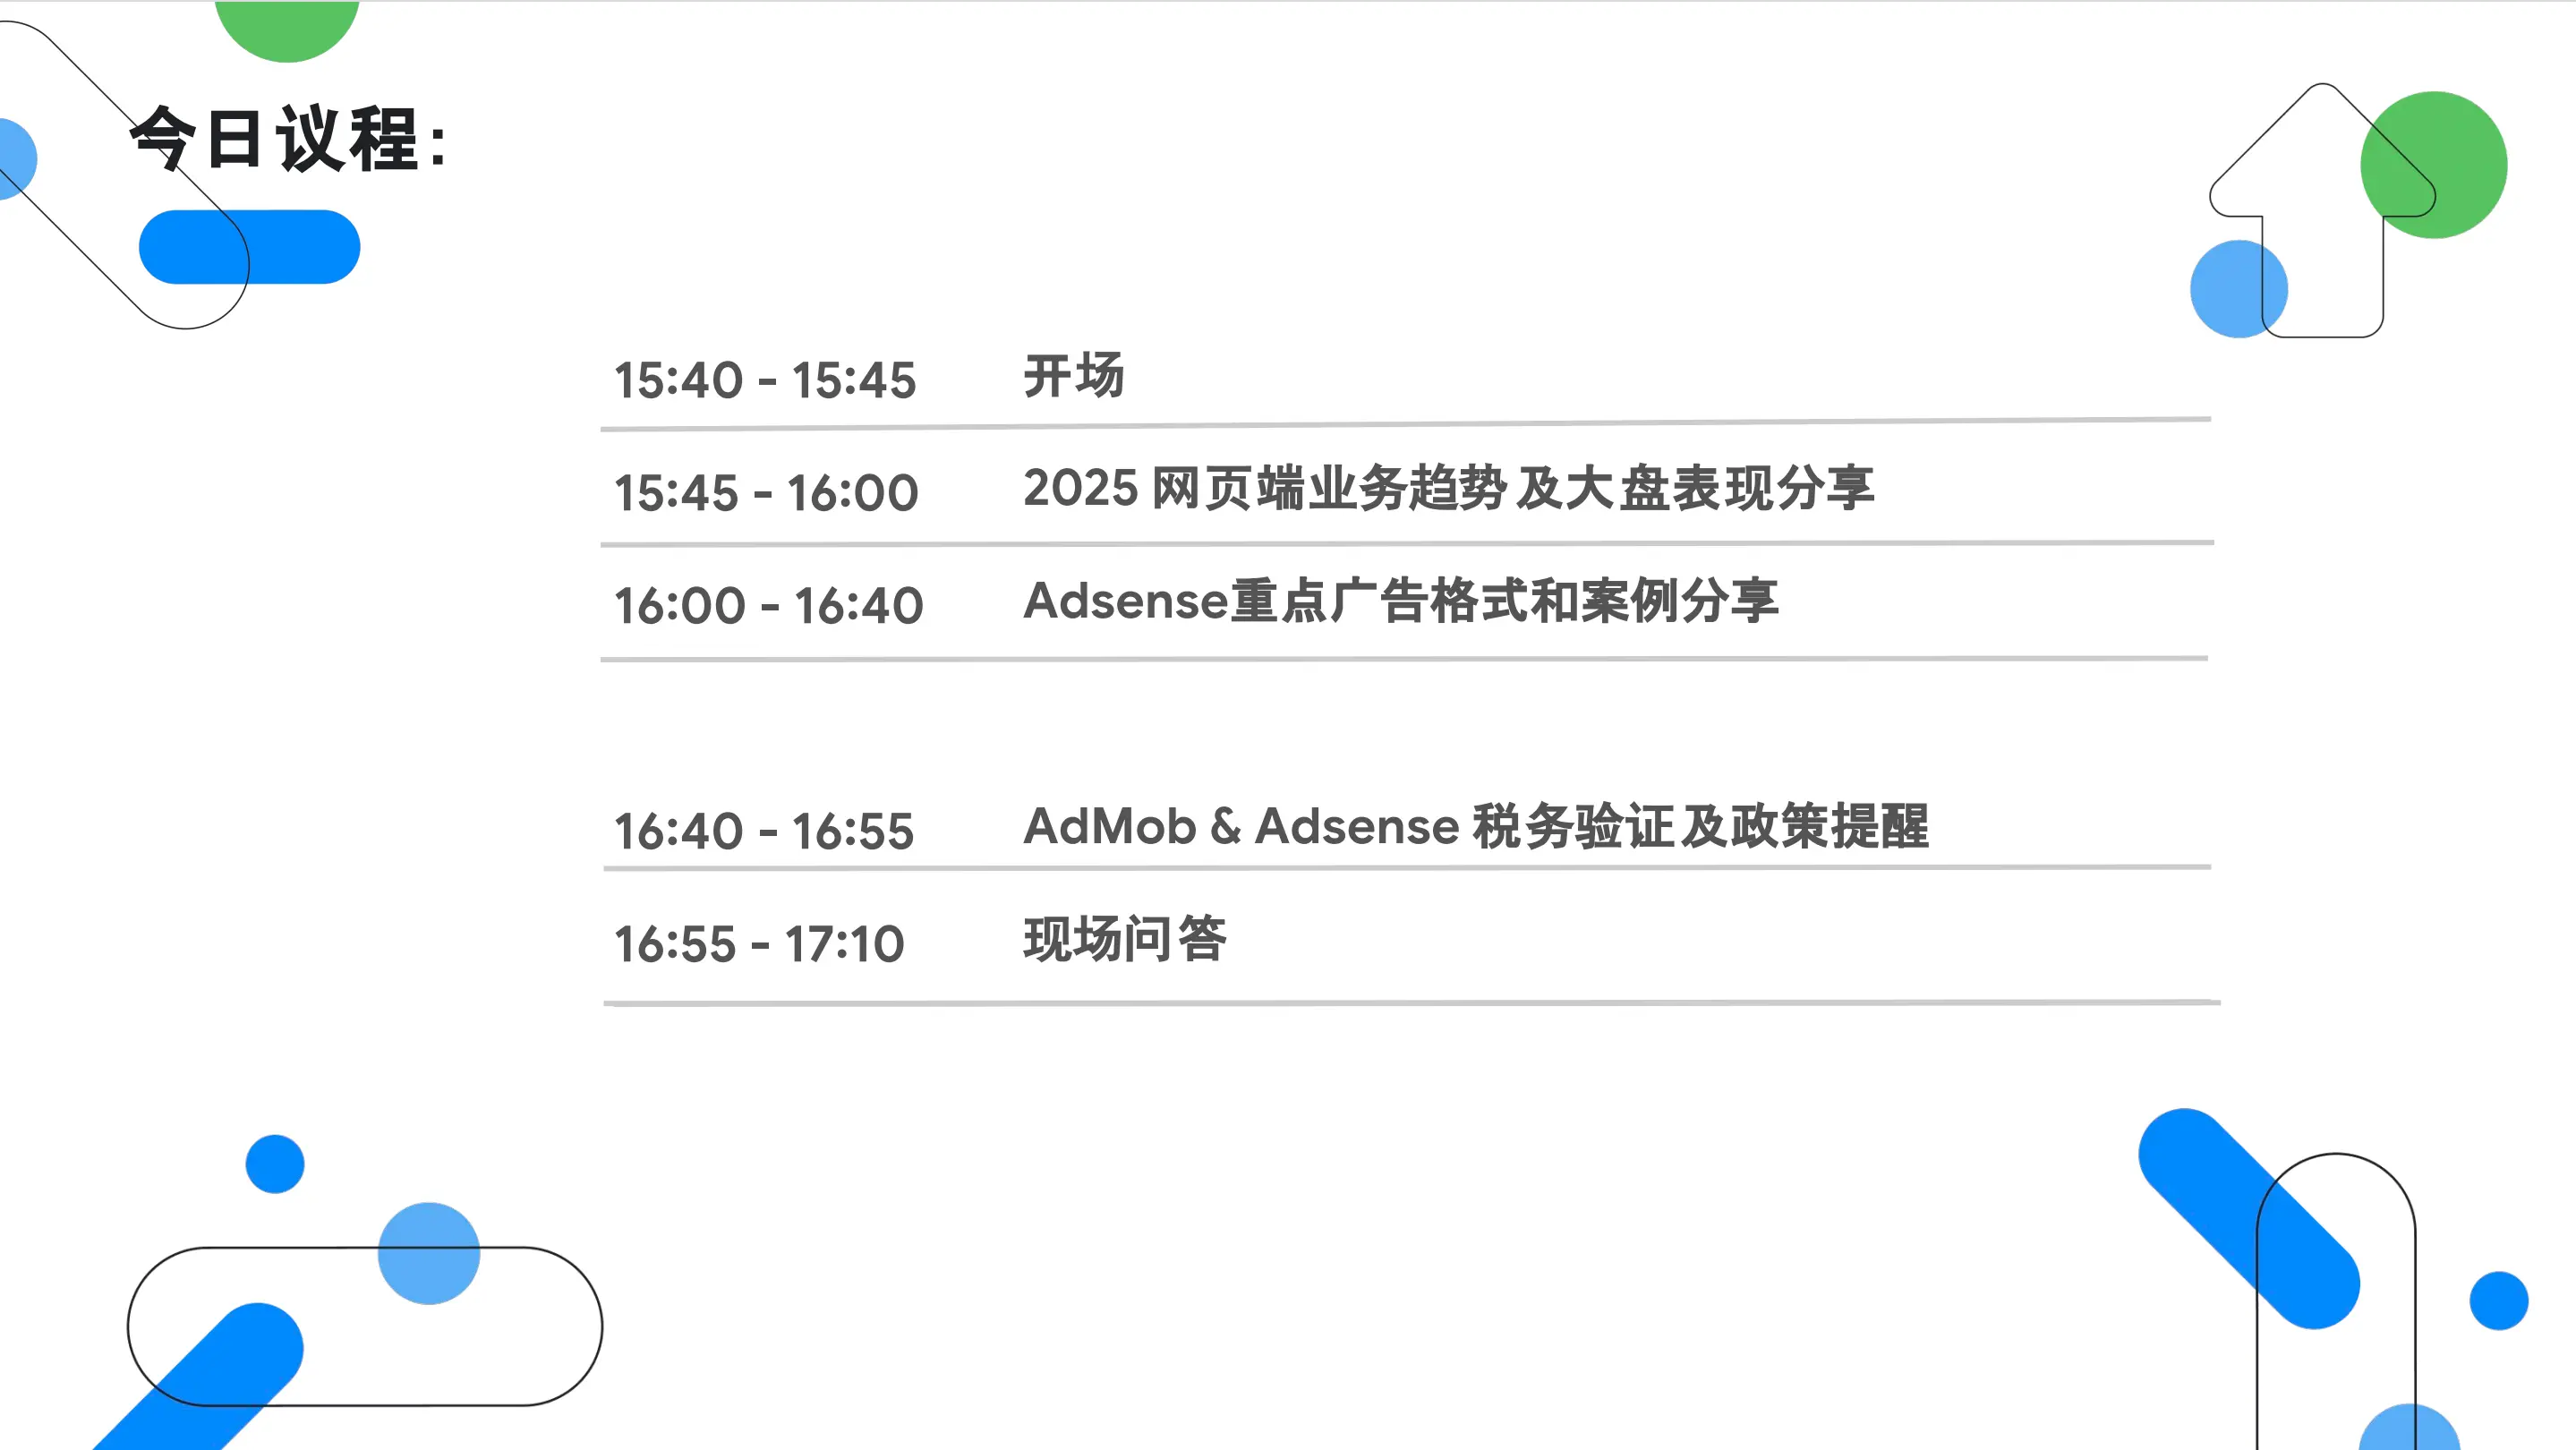 今日议程：
15:40 - 15:45 开场
15:45 - 16:00 2025 网页端业务趋势及大盘表现分享
16:00 - 16:40 Adsense重点广告格式和案例分享
16:40 - 16:55 AdMob & Adsense 税务验证及政策提醒
16:55 - 17:10 现场问答